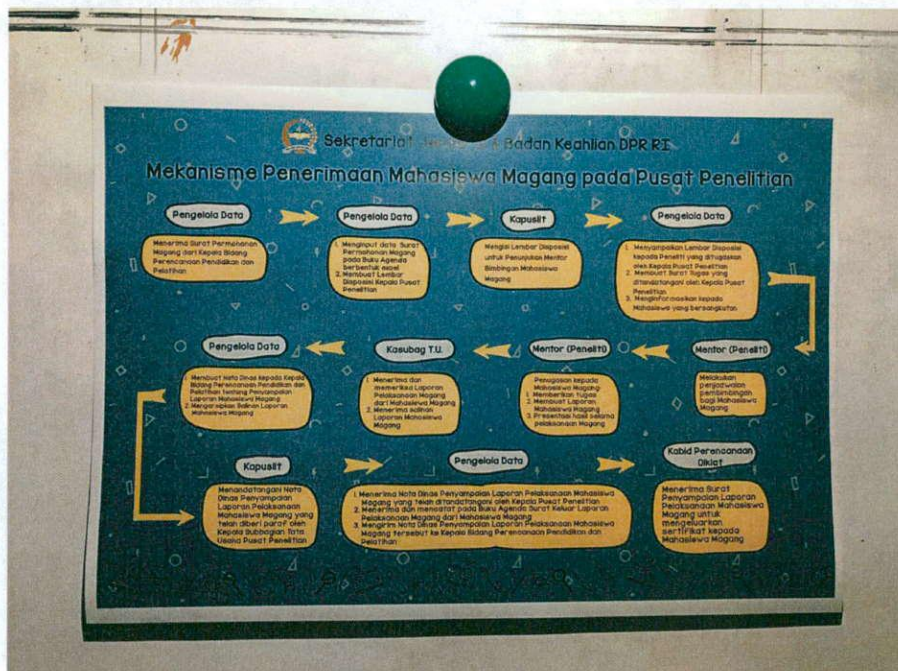 Sekretariat Badan Keahlian DPR RI
Mekanisme Penerimaan Mahasiswa Magang pada Pusat Penelitian
Pengelola Data
Menerima Surat Permohonan
Magang dari Kepala Bidang
Perencanaan Pendidikan dan
Pelatihan
Pengelola Data
1. Menginput data Surat
Permohonan Magang
pada Buku Agenda
berbentuk excel
2. Membuat Lembar
Disposisi Kepala Pusat
Penelitian
Kapuslit
Mengisi Lembar Disposisi
untuk Penunjukan Mentor
Bimbingan Mahasiswa
Magang
Pengelola Data
1. Menyampaikan Lembar Disposisi
kepada Peneliti yang ditugaskan
oleh Kepala Pusat Penelitian
2. Membuat Surat Tugas yang
ditandatangani oleh Kepala Pusat
Penelitian
3. Menginformasikan kepada
Mahasiswa yang bersangkutan
Mentor (Peneliti)
Melakukan
penjadwalan
pembimbingan
bagi Mahasiswa
Magang
Mentor (Peneliti)
Penugasan kepada
Mahasiswa Magang:
1. Memberikan tugas
2. Membuat Laporan
Mahasiswa Magang
3. Presentasi hasil selama
pelaksanaan Magang
Kasubag T.U.
1. Menerima dan
memeriksa Laporan
Pelaksanaan Magang
dari Mahasiswa Magang
2. Menerima salinan
Laporan Mahasiswa
Magang
Pengelola Data
1. Membuat Nota Dinas kepada Kepala
Bidang Perencanaan Pendidikan dan
Pelatihan tentang Penyampaian
Laporan Mahasiswa Magang
2. Mengarsipkan Salinan Laporan
Mahasiswa Magang
Kapuslit
Menandatangani Nota
Dinas Penyampaian
Laporan Pelaksanaan
Mahasiswa Magang yang
telah diberi paraf oleh
Kepala Subbagian Tata
Usaha Pusat Penelitian
Pengelola Data
1. Menerima Nota Dinas Penyampaian Laporan Pelaksanaan Mahasiswa
Magang yang telah ditandatangani oleh Kepala Pusat Penelitian
2. Menerima dan mencatat pada Buku Agenda Surat Keluar Laporan
Pelaksanaan Magang dari Mahasiswa Magang
3. Mengirim Nota Dinas Penyampaian Laporan Pelaksanaan Mahasiswa
Magang tersebut ke Kepala Bidang Perencanaan Pendidikan dan
Pelatihan
Kabid Perencanaan
Diklat
Menerima Surat
Penyampaian Laporan
Pelaksanaan Mahasiswa
Magang untuk
mengeluarkan
sertifikat kepada
Mahasiswa Magang